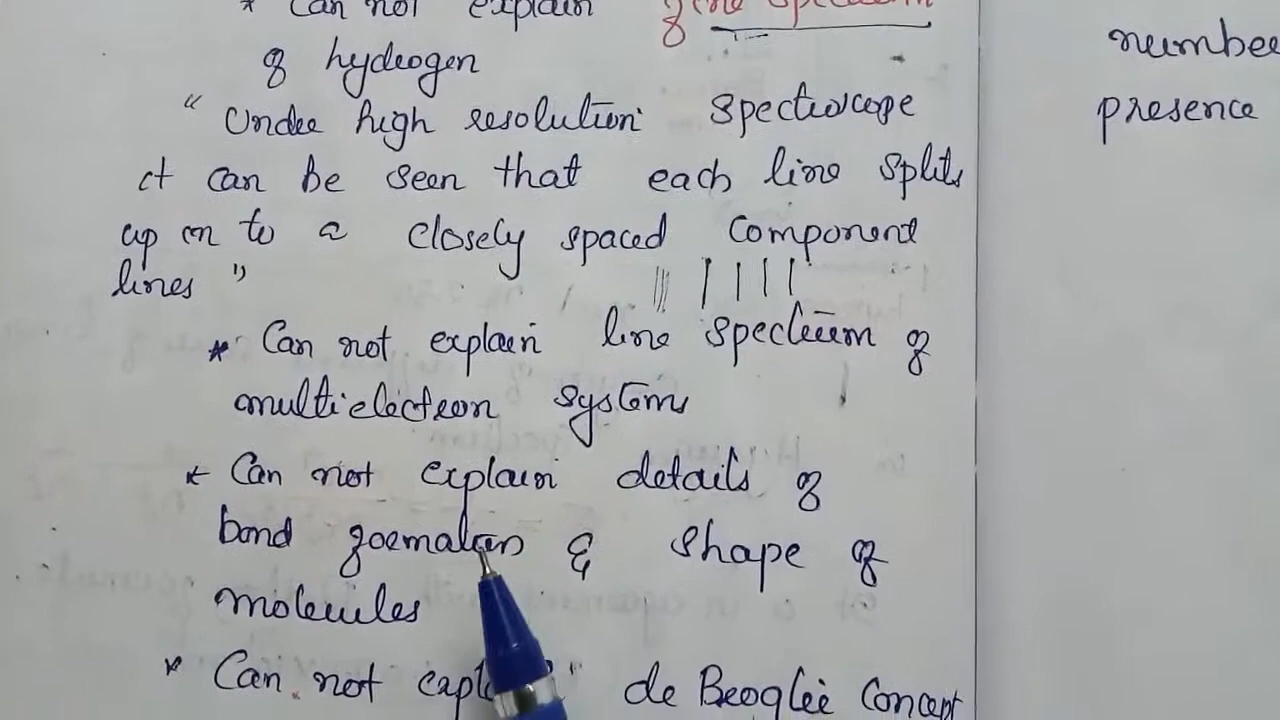 * Can not explain fine spectrum
of hydrogen
“ Under high resolution spectroscope
it can be seen that each line splits
up in to a closely spaced component
lines ”
* Can not explain line spectrum of
multielectron systems
* Can not explain details of
bond formation & shape of
molecules
* Can not de Broglie Concept
number
presence